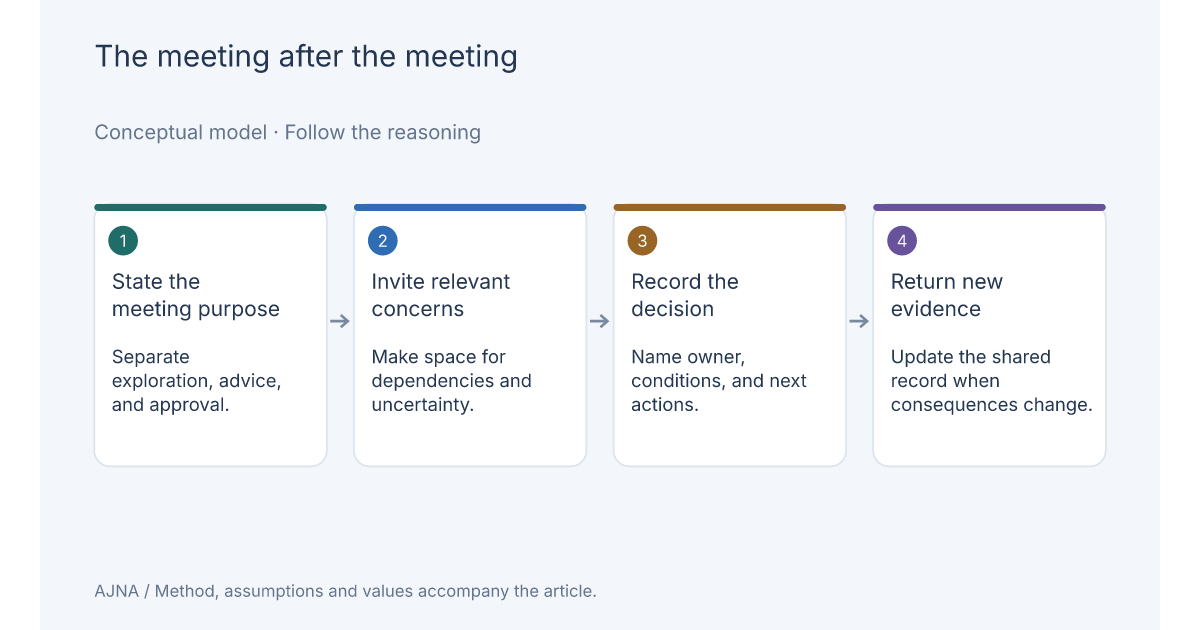 The meeting after the meeting
Conceptual model · Follow the reasoning
1
State the
meeting purpose
Separate
exploration, advice,
and approval.
2
Invite relevant
concerns
Make space for
dependencies and
uncertainty.
3
Record the
decision
Name owner,
conditions, and next
actions.
4
Return new
evidence
Update the shared
record when
consequences change.
AJNA / Method, assumptions and values accompany the article.